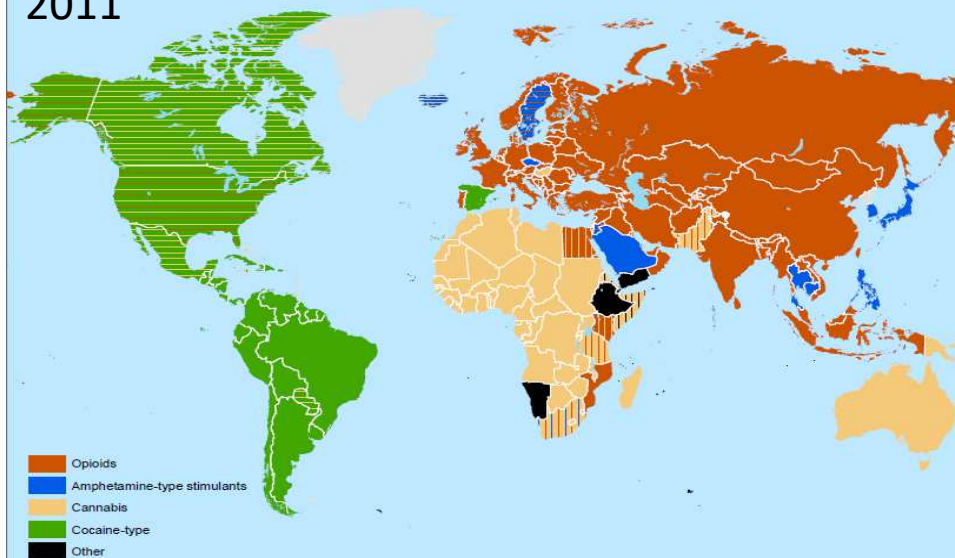 2011
Opioids
Amphetamine-type stimulants
Cannabis
Cocaine-type
Other